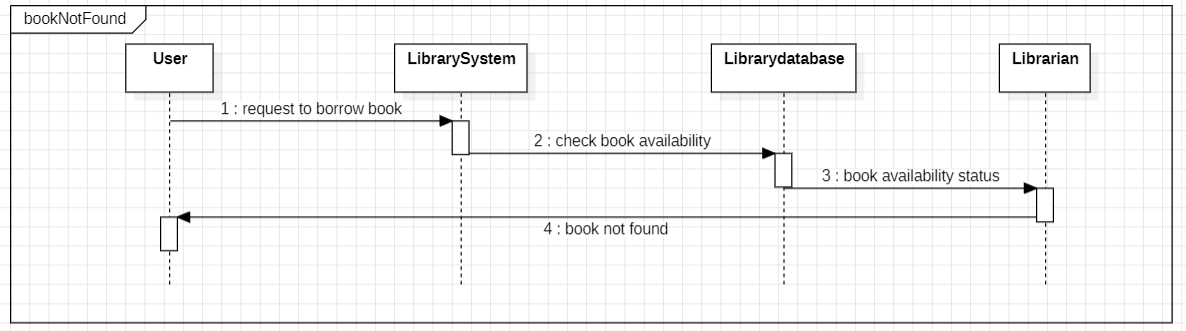 bookNotFound
User
LibrarySystem
Librarydatabase
Librarian
1 : request to borrow book
2 : check book availability
3 : book availability status
4 : book not found